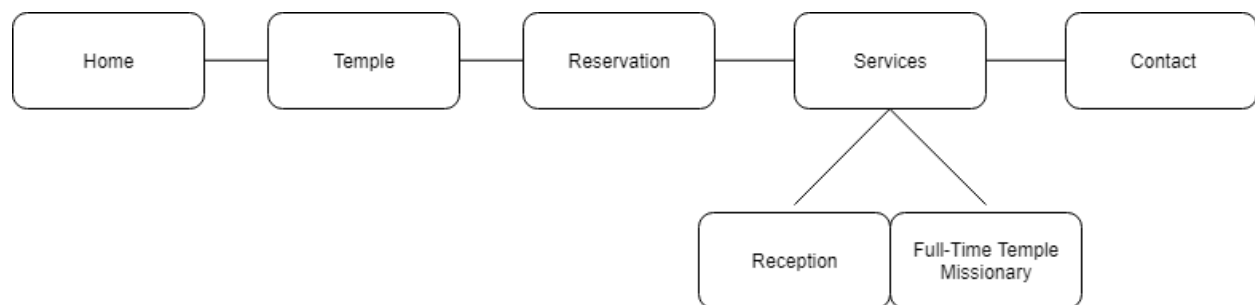 Home
Temple
Reservation
Services
Contact
Reception
Full-Time Temple
Missionary